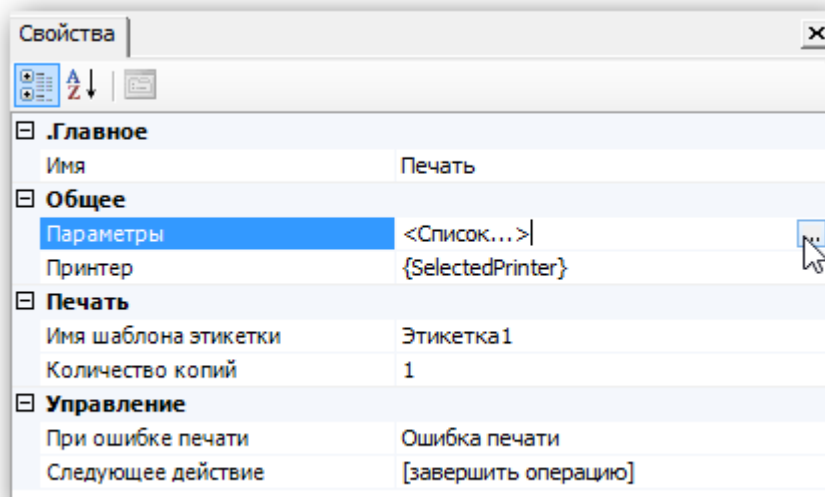 Свойства
.Главное
Имя Печать
Общее
Параметры <Список...>
Принтер {SelectedPrinter}
Печать
Имя шаблона этикетки Этикетка1
Количество копий 1
Управление
При ошибке печати Ошибка печати
Следующее действие [завершить операцию]